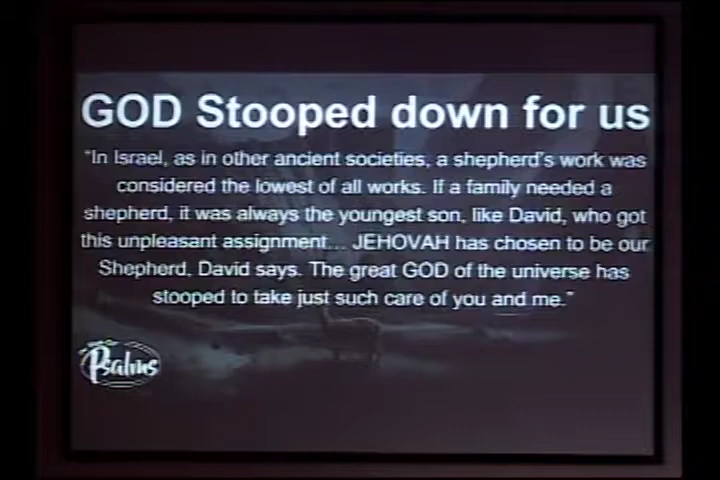 GOD Stooped down for us
"In Israel, as in other ancient societies, a shepherd's work was
considered the lowest of all works. If a family needed a
shepherd, it was always the youngest son, like David, who got
this unpleasant assignment... JEHOVAH has chosen to be our
Shepherd, David says. The great GOD of the universe has
stooped to take just such care of you and me."
Psalms